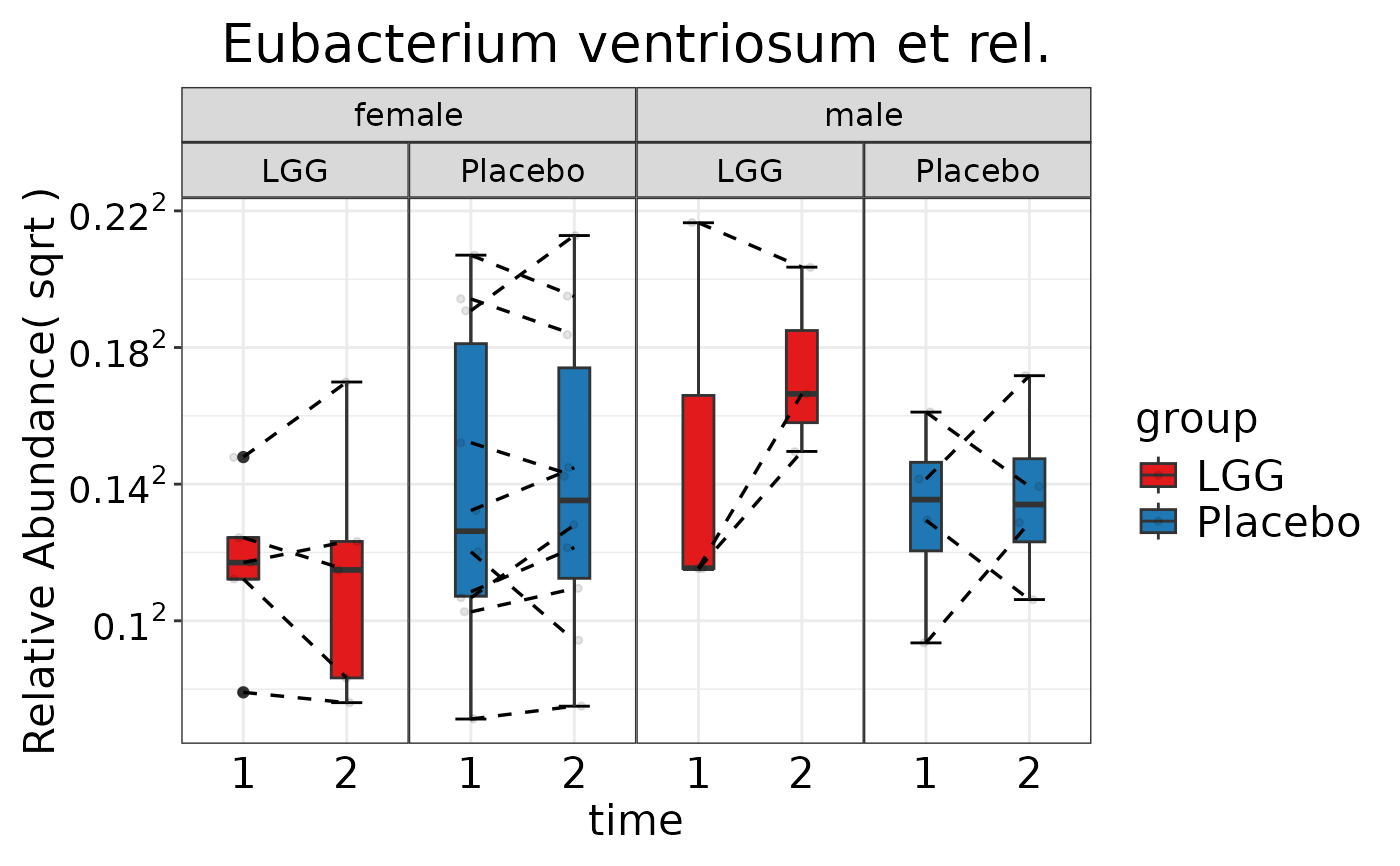 Eubacterium ventriosum et rel.
female male
LGG Placebo LGG Placebo
Relative Abundance( sqrt )
0.22²
0.18²
0.14²
0.1²
1 2 1 2 1 2 1 2
time
group
LGG
Placebo